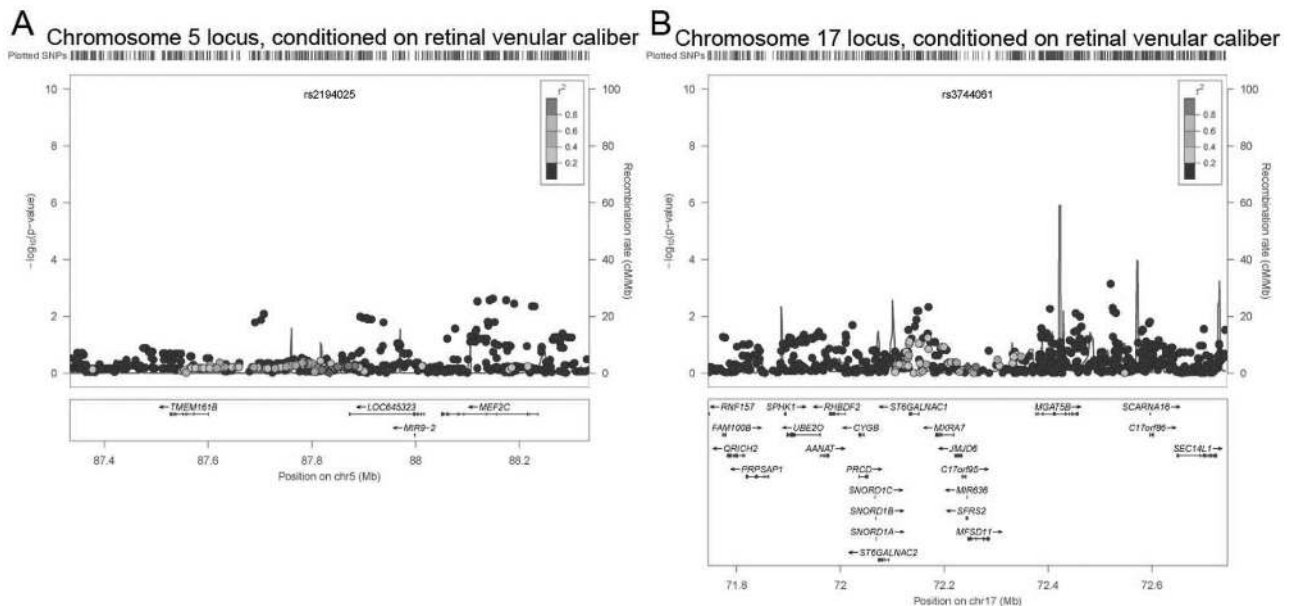 A
Chromosome 5 locus, conditioned on retinal venular caliber
Plotted SNPs
rs2194025
r²
0.8
0.6
0.4
0.2
10
8
6
4
2
0
−log10(p−value)
100
80
60
40
20
0
Recombination rate (cM/Mb)
←TMEM161B
←LOC645323
←MEF2C
←MIR9−2
87.4
87.6
87.8
88
88.2
Position on chr5 (Mb)
B
Chromosome 17 locus, conditioned on retinal venular caliber
Plotted SNPs
rs3744061
r²
0.8
0.6
0.4
0.2
10
8
6
4
2
0
−log10(p−value)
100
80
60
40
20
0
Recombination rate (cM/Mb)
←RNF157 SPHK1→ ←RHBDF2 ←ST6GALNAC1 MGAT5B→ SCARNA16→
FAM100B→ ←UBE2O CYGB ←MXRA7 C17orf86
←QRICH2 AANAT→ ←JMJD6 SEC14L1→
←PRPSAP1 PRCD→ C17orf95→
SNORD1C→ ←MIR636
SNORD1B→ ←SFRS2
SNORD1A→ MFSD11→
←ST6GALNAC2
71.8
72
72.2
72.4
72.6
Position on chr17 (Mb)